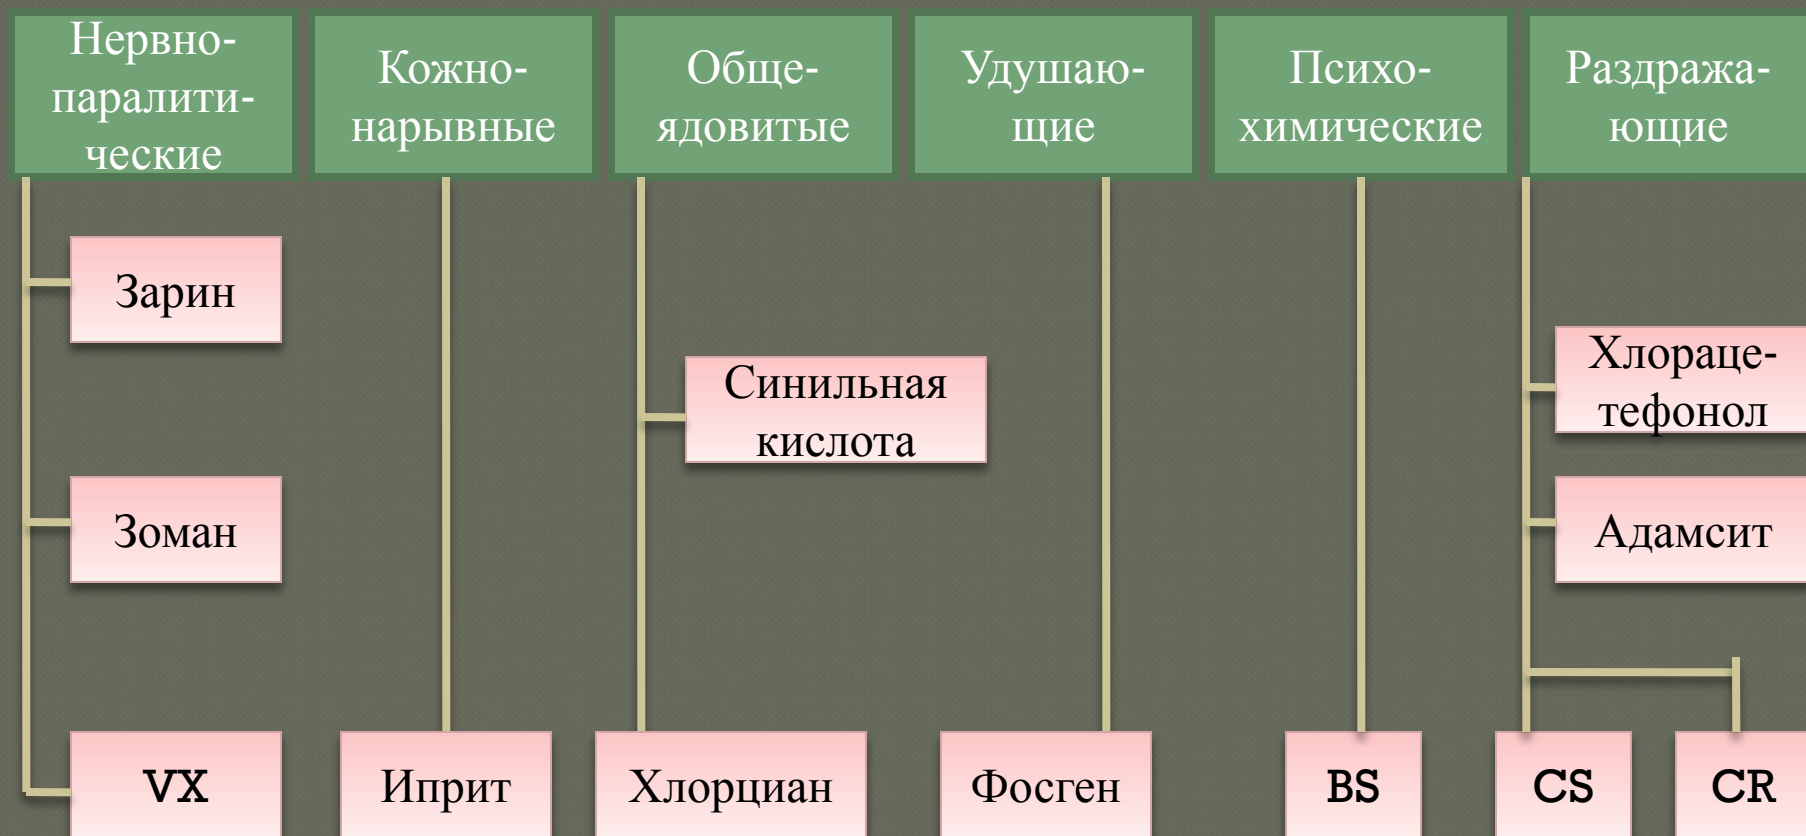 Нервно-
паралити-
ческие
Кожно-
нарывные
Обще-
ядовитые
Удушаю-
щие
Психо-
химические
Раздража-
ющие
Зарин
Зоман
VX
Иприт
Синильная
кислота
Хлорциан
Фосген
BS
Хлораце-
тефонол
Адамсит
CS
CR